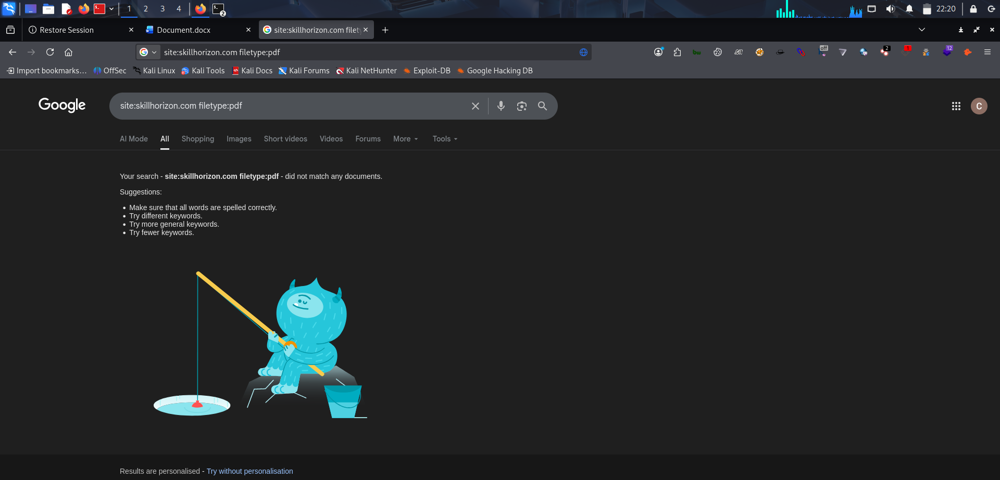 1 2 3 4 2 22:20
Restore Session Document.docx site:skillhorizon.com filet
site:skillhorizon.com filetype:pdf off 2 12
Import bookmarks… OffSec Kali Linux Kali Tools Kali Docs Kali Forums Kali NetHunter Exploit-DB Google Hacking DB
Google site:skillhorizon.com filetype:pdf C
AI Mode All Shopping Images Short videos Videos Forums More Tools
Your search - site:skillhorizon.com filetype:pdf - did not match any documents.
Suggestions:
Make sure that all words are spelled correctly.
Try different keywords.
Try more general keywords.
Try fewer keywords.
Results are personalised - Try without personalisation